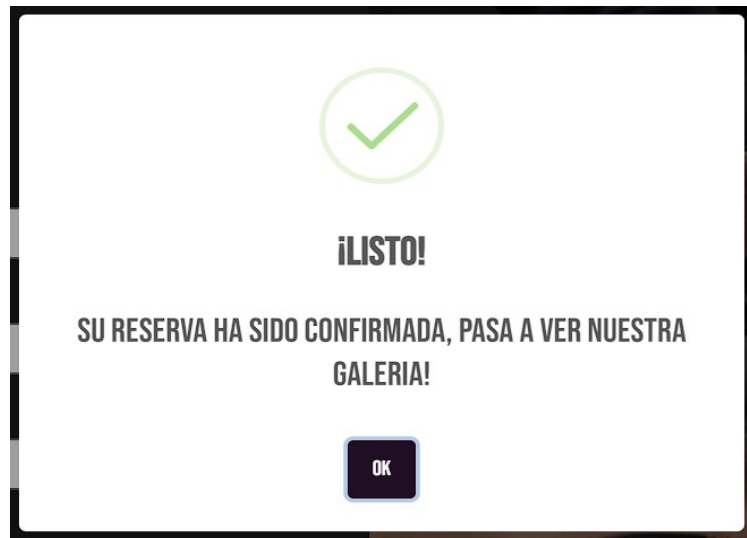 ¡LISTO!
SU RESERVA HA SIDO CONFIRMADA, PASA A VER NUESTRA
GALERIA!
OK